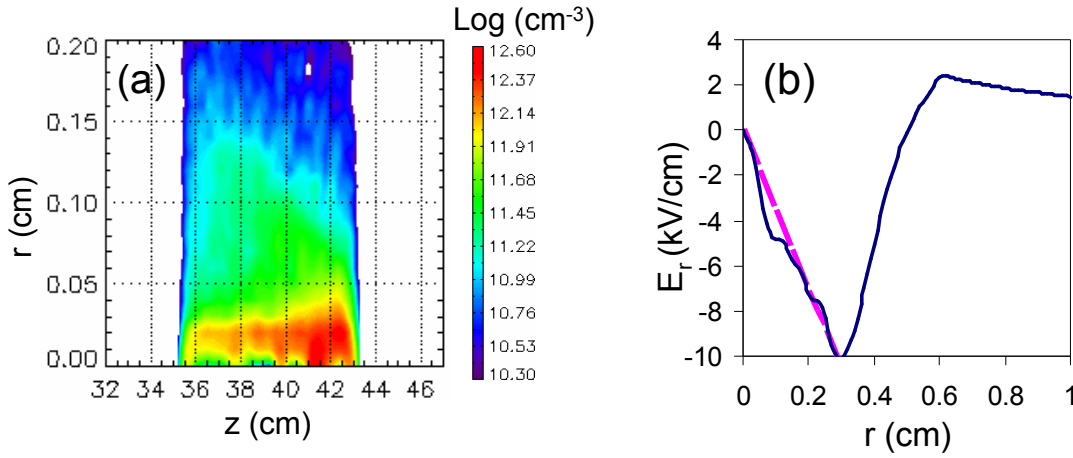 Log (cm-3)
(a)
0.20
0.15
0.10
0.05
0.00
r (cm)
32 34 36 38 40 42 44 46
z (cm)
12.60
12.37
12.14
11.91
11.68
11.45
11.22
10.99
10.76
10.53
10.30
(b)
4
2
0
-2
-4
-6
-8
-10
Er (kV/cm)
0 0.2 0.4 0.6 0.8 1
r (cm)